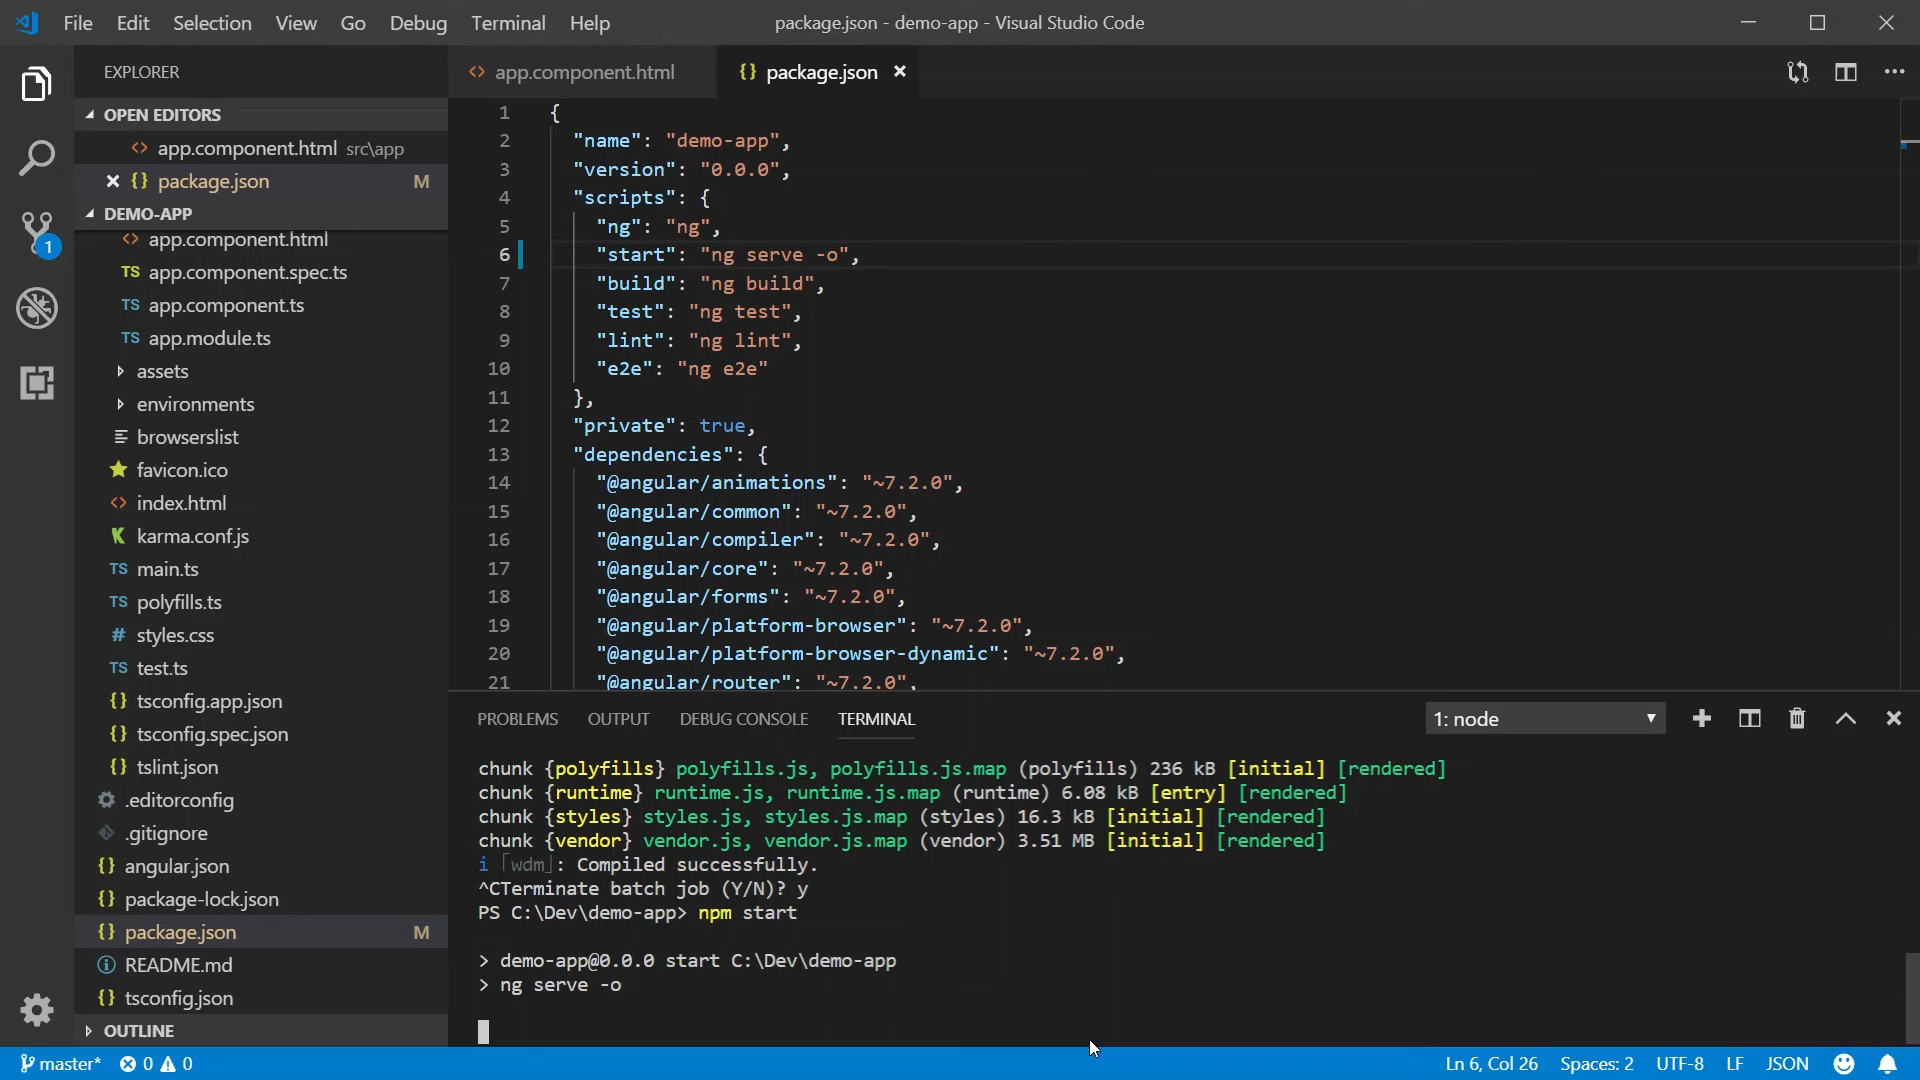 File Edit Selection View Go Debug Terminal Help
package.json - demo-app - Visual Studio Code
EXPLORER
OPEN EDITORS
app.component.html src\app
package.json M
DEMO-APP
app.component.html
TS app.component.spec.ts
TS app.component.ts
TS app.module.ts
assets
environments
browserslist
favicon.ico
index.html
karma.conf.js
TS main.ts
TS polyfills.ts
# styles.css
TS test.ts
{} tsconfig.app.json
{} tsconfig.spec.json
{} tslint.json
.editorconfig
.gitignore
{} angular.json
{} package-lock.json
{} package.json M
README.md
{} tsconfig.json
OUTLINE
1
<> app.component.html
{} package.json
1 {
2 "name": "demo-app",
3 "version": "0.0.0",
4 "scripts": {
5 "ng": "ng",
6 "start": "ng serve -o",
7 "build": "ng build",
8 "test": "ng test",
9 "lint": "ng lint",
10 "e2e": "ng e2e"
11 },
12 "private": true,
13 "dependencies": {
14 "@angular/animations": "~7.2.0",
15 "@angular/common": "~7.2.0",
16 "@angular/compiler": "~7.2.0",
17 "@angular/core": "~7.2.0",
18 "@angular/forms": "~7.2.0",
19 "@angular/platform-browser": "~7.2.0",
20 "@angular/platform-browser-dynamic": "~7.2.0",
21 "@angular/router": "~7.2.0",
PROBLEMS OUTPUT DEBUG CONSOLE TERMINAL
1: node
chunk {polyfills} polyfills.js, polyfills.js.map (polyfills) 236 kB [initial] [rendered]
chunk {runtime} runtime.js, runtime.js.map (runtime) 6.08 kB [entry] [rendered]
chunk {styles} styles.js, styles.js.map (styles) 16.3 kB [initial] [rendered]
chunk {vendor} vendor.js, vendor.js.map (vendor) 3.51 MB [initial] [rendered]
i ｢wdm｣: Compiled successfully.
^CTerminate batch job (Y/N)? y
PS C:\Dev\demo-app> npm start
> demo-app@0.0.0 start C:\Dev\demo-app
> ng serve -o
master* 0 0
Ln 6, Col 26 Spaces: 2 UTF-8 LF JSON